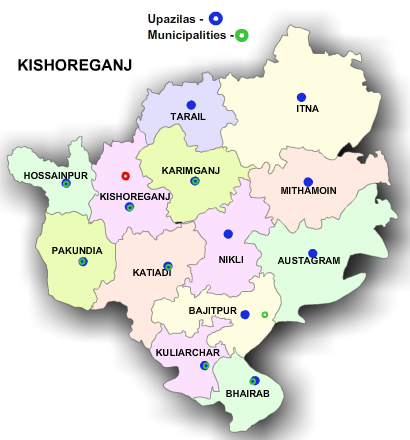 Upazilas -
Municipalities -
KISHOREGANJ
TARAIL
ITNA
HOSSAINPUR
KARIMGANJ
KISHOREGANJ
MITHAMOIN
PAKUNDIA
KATIADI
NIKLI
AUSTAGRAM
BAJITPUR
KULIARCHAR
BHAIRAB